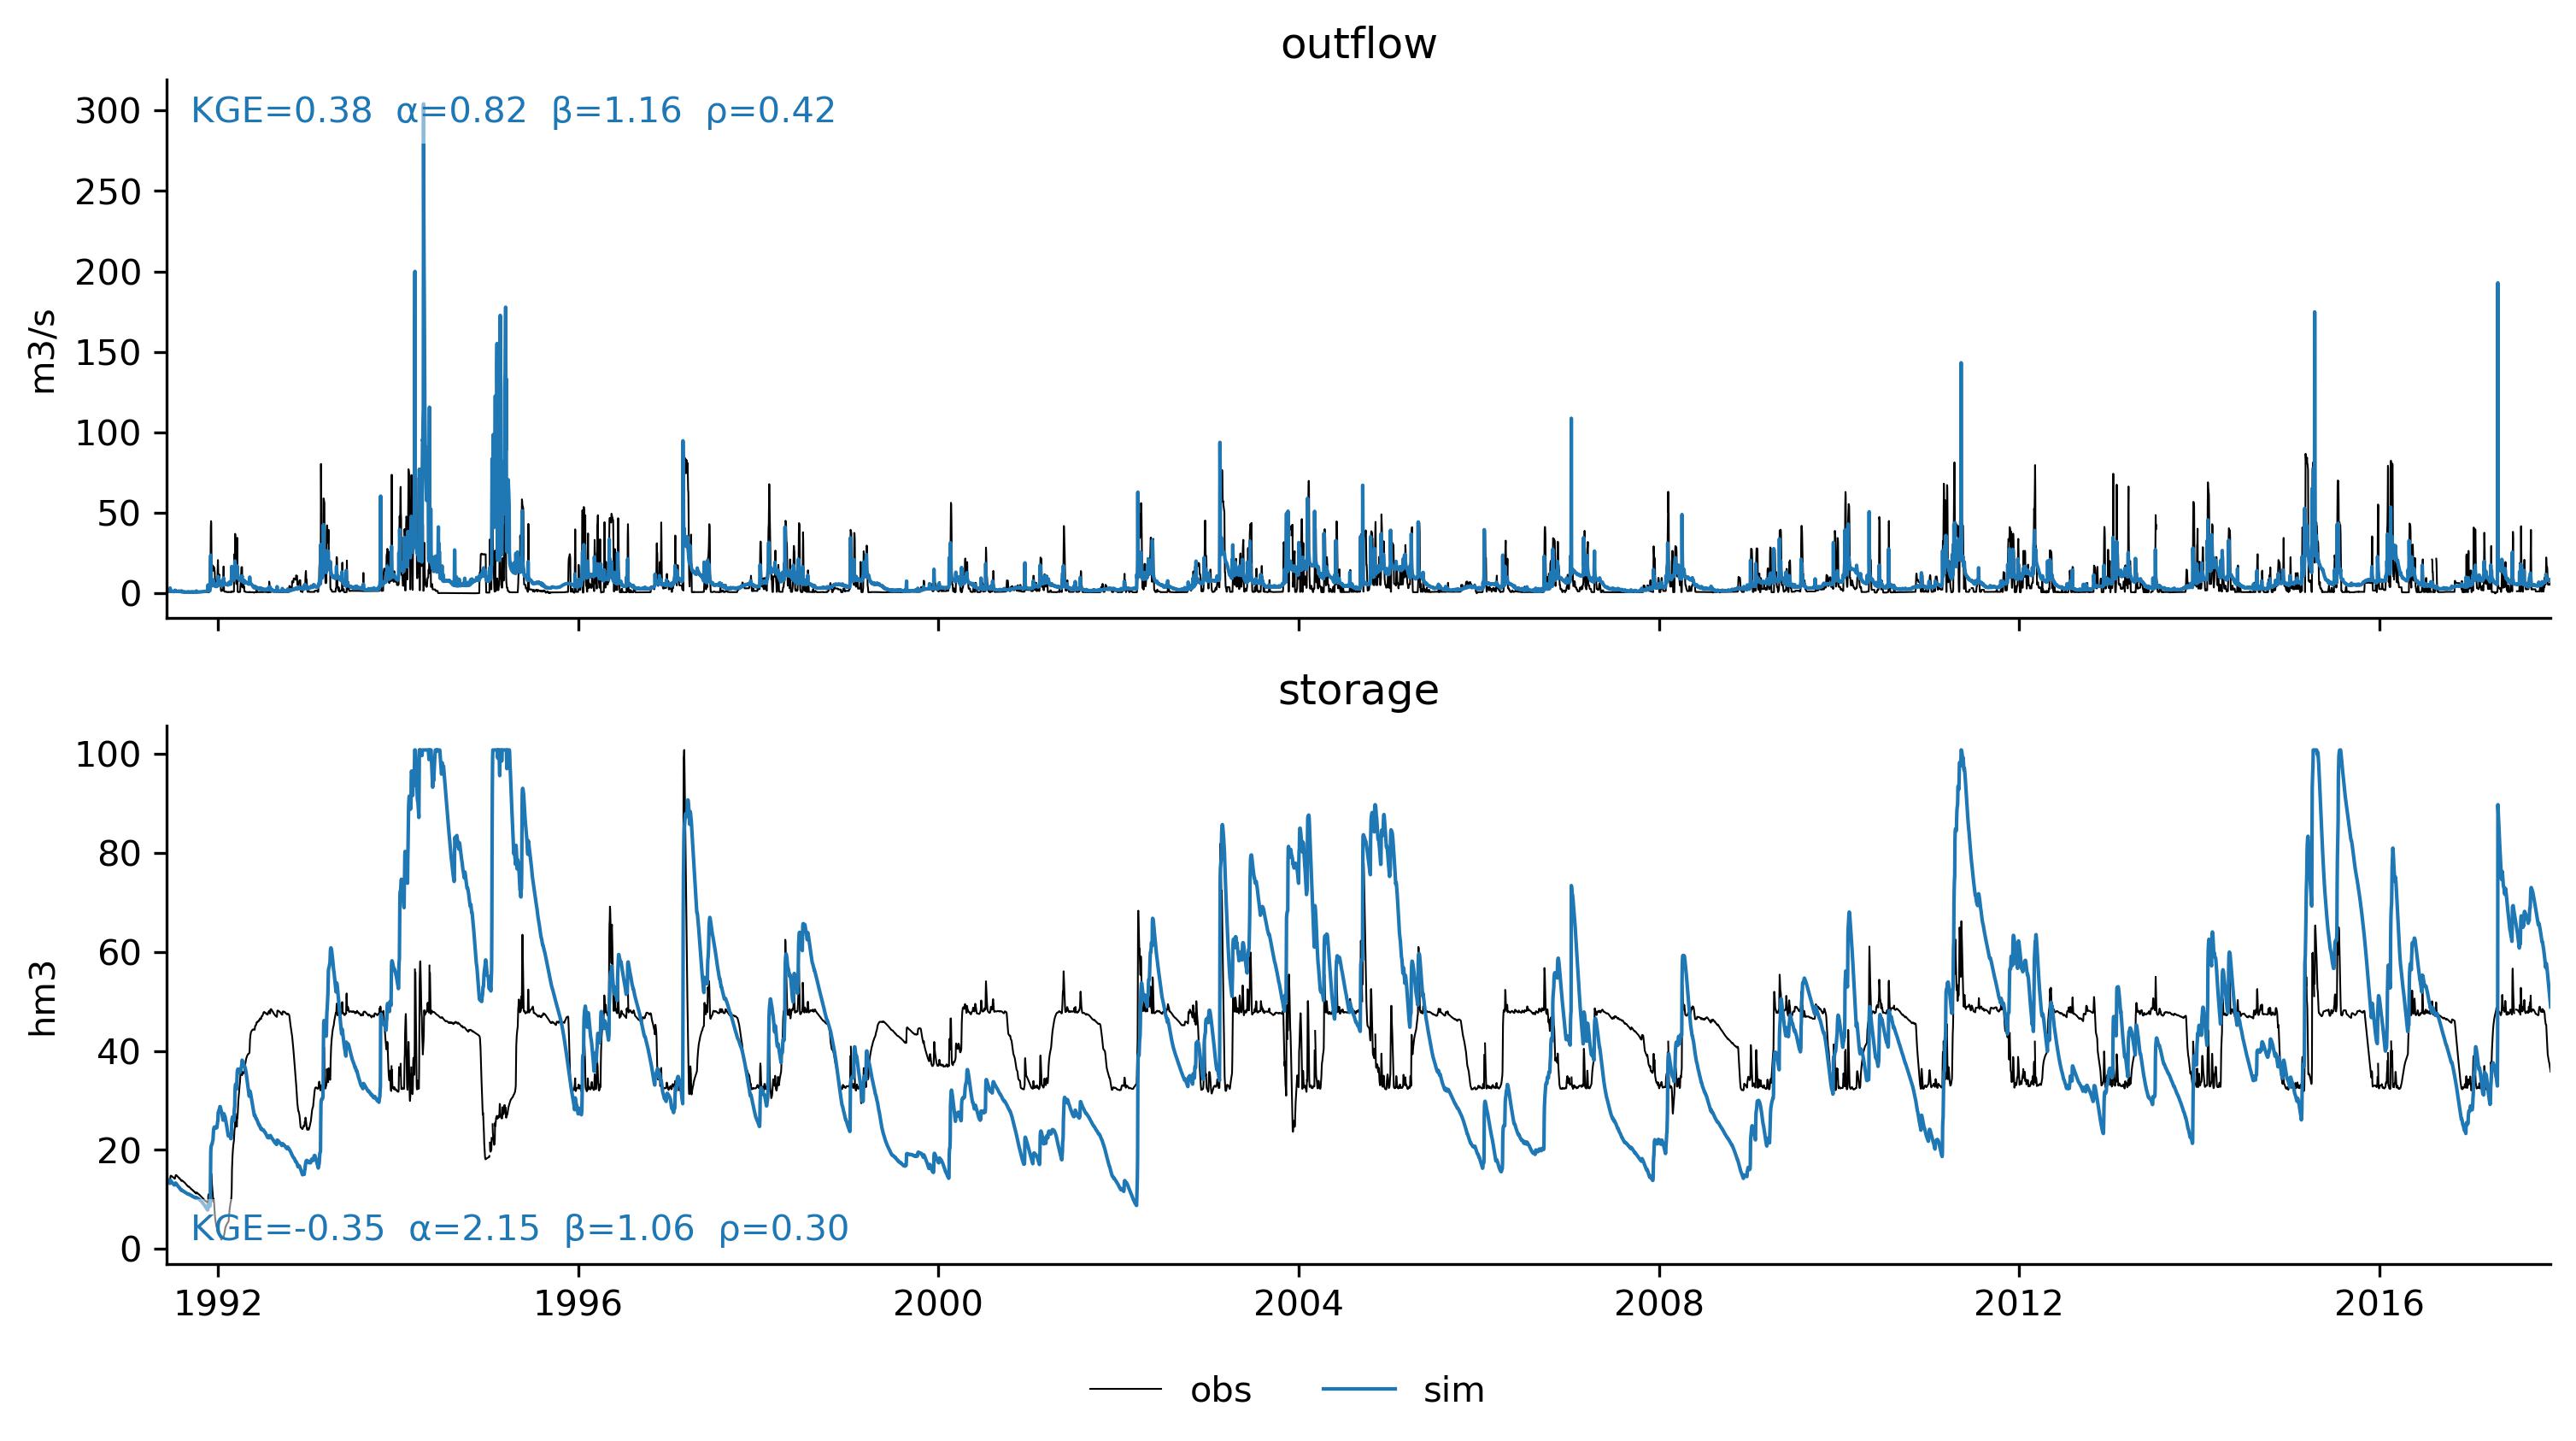 outflow
KGE=0.38 α=0.82 β=1.16 ρ=0.42
300
250
200
150
100
50
0
m3/s
storage
100
80
60
40
20
0
hm3
KGE=-0.35 α=2.15 β=1.06 ρ=0.30
1992 1996 2000 2004 2008 2012 2016
obs sim